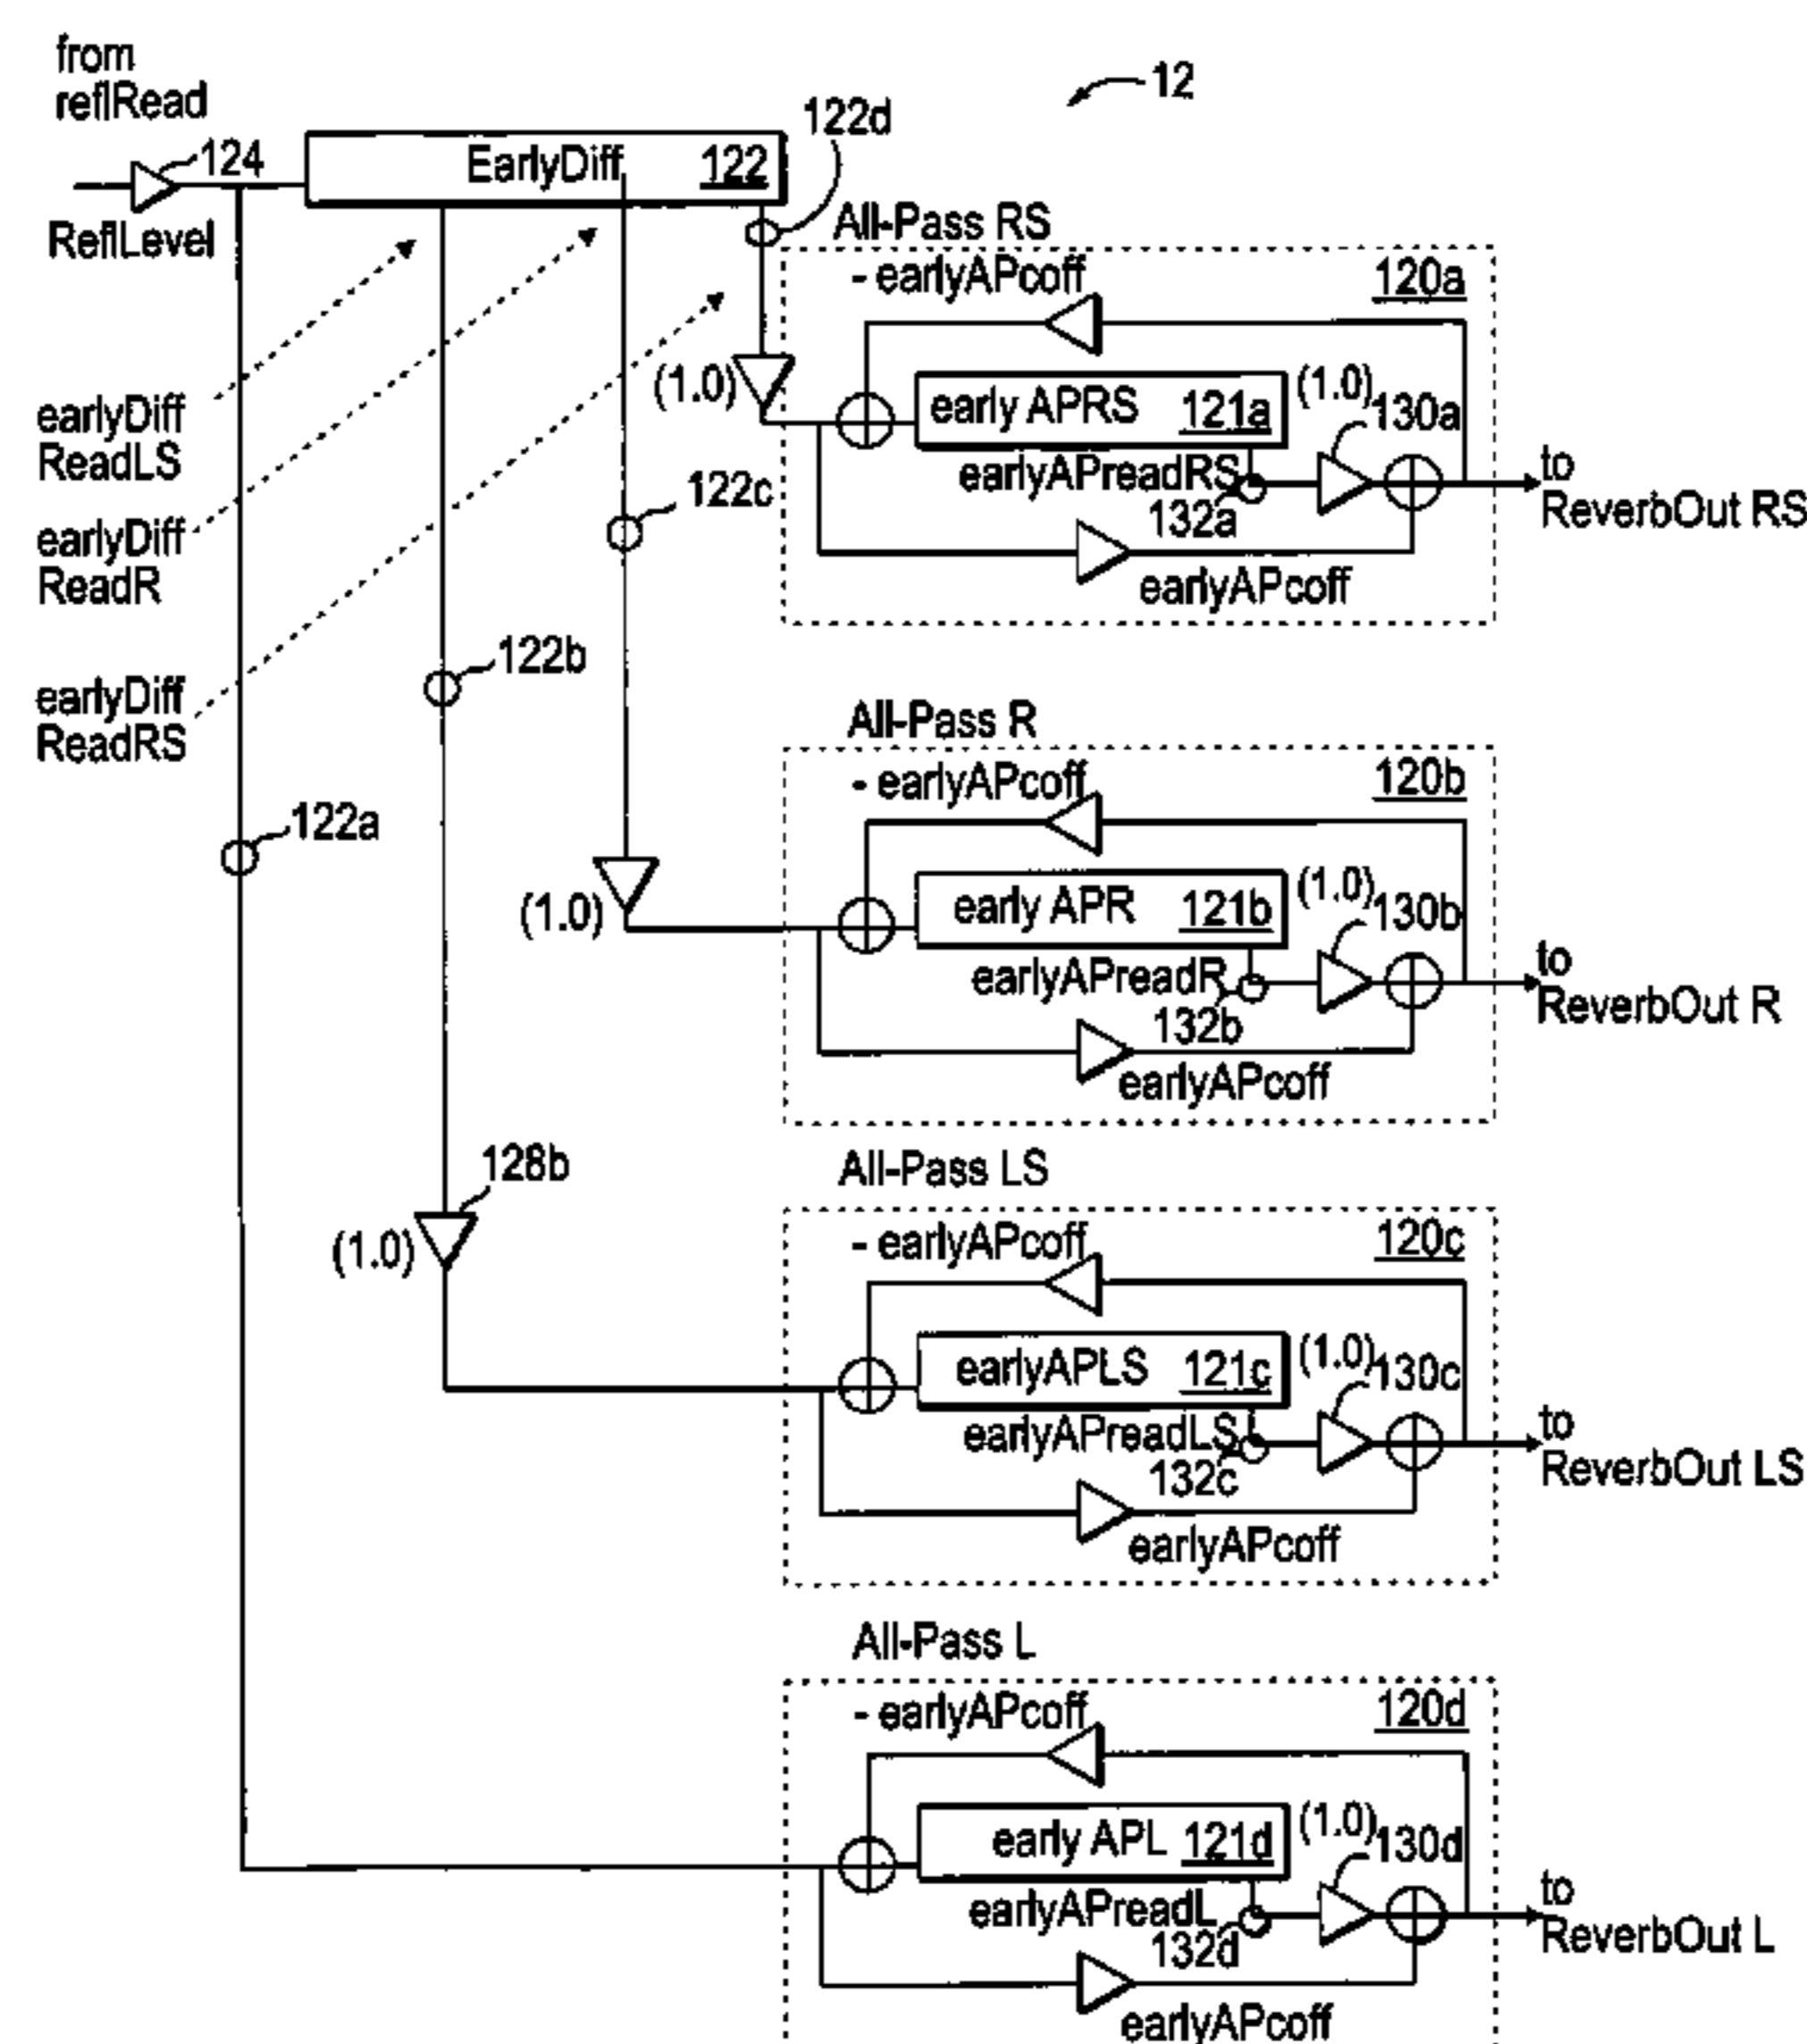 from
reflRead
124
ReflLevel
EarlyDiff 122
122d
12
earlyDiff
ReadLS
earlyDiff
ReadR
earlyDiff
ReadRS
122a
122b
122c
(1.0)
(1.0)
128b
(1.0)
All-Pass RS
- earlyAPcoff
120a
early APRS 121a
(1.0)
130a
earlyAPreadRS
132a
earlyAPcoff
to
ReverbOut RS
All-Pass R
- earlyAPcoff
120b
early APR 121b
(1.0)
130b
earlyAPreadR
132b
earlyAPcoff
to
ReverbOut R
All-Pass LS
- earlyAPcoff
120c
earlyAPLS 121c
(1.0)
130c
earlyAPreadLS
132c
earlyAPcoff
to
ReverbOut LS
All-Pass L
- earlyAPcoff
120d
early APL 121d
(1.0)
130d
earlyAPreadL
132d
earlyAPcoff
to
ReverbOut L